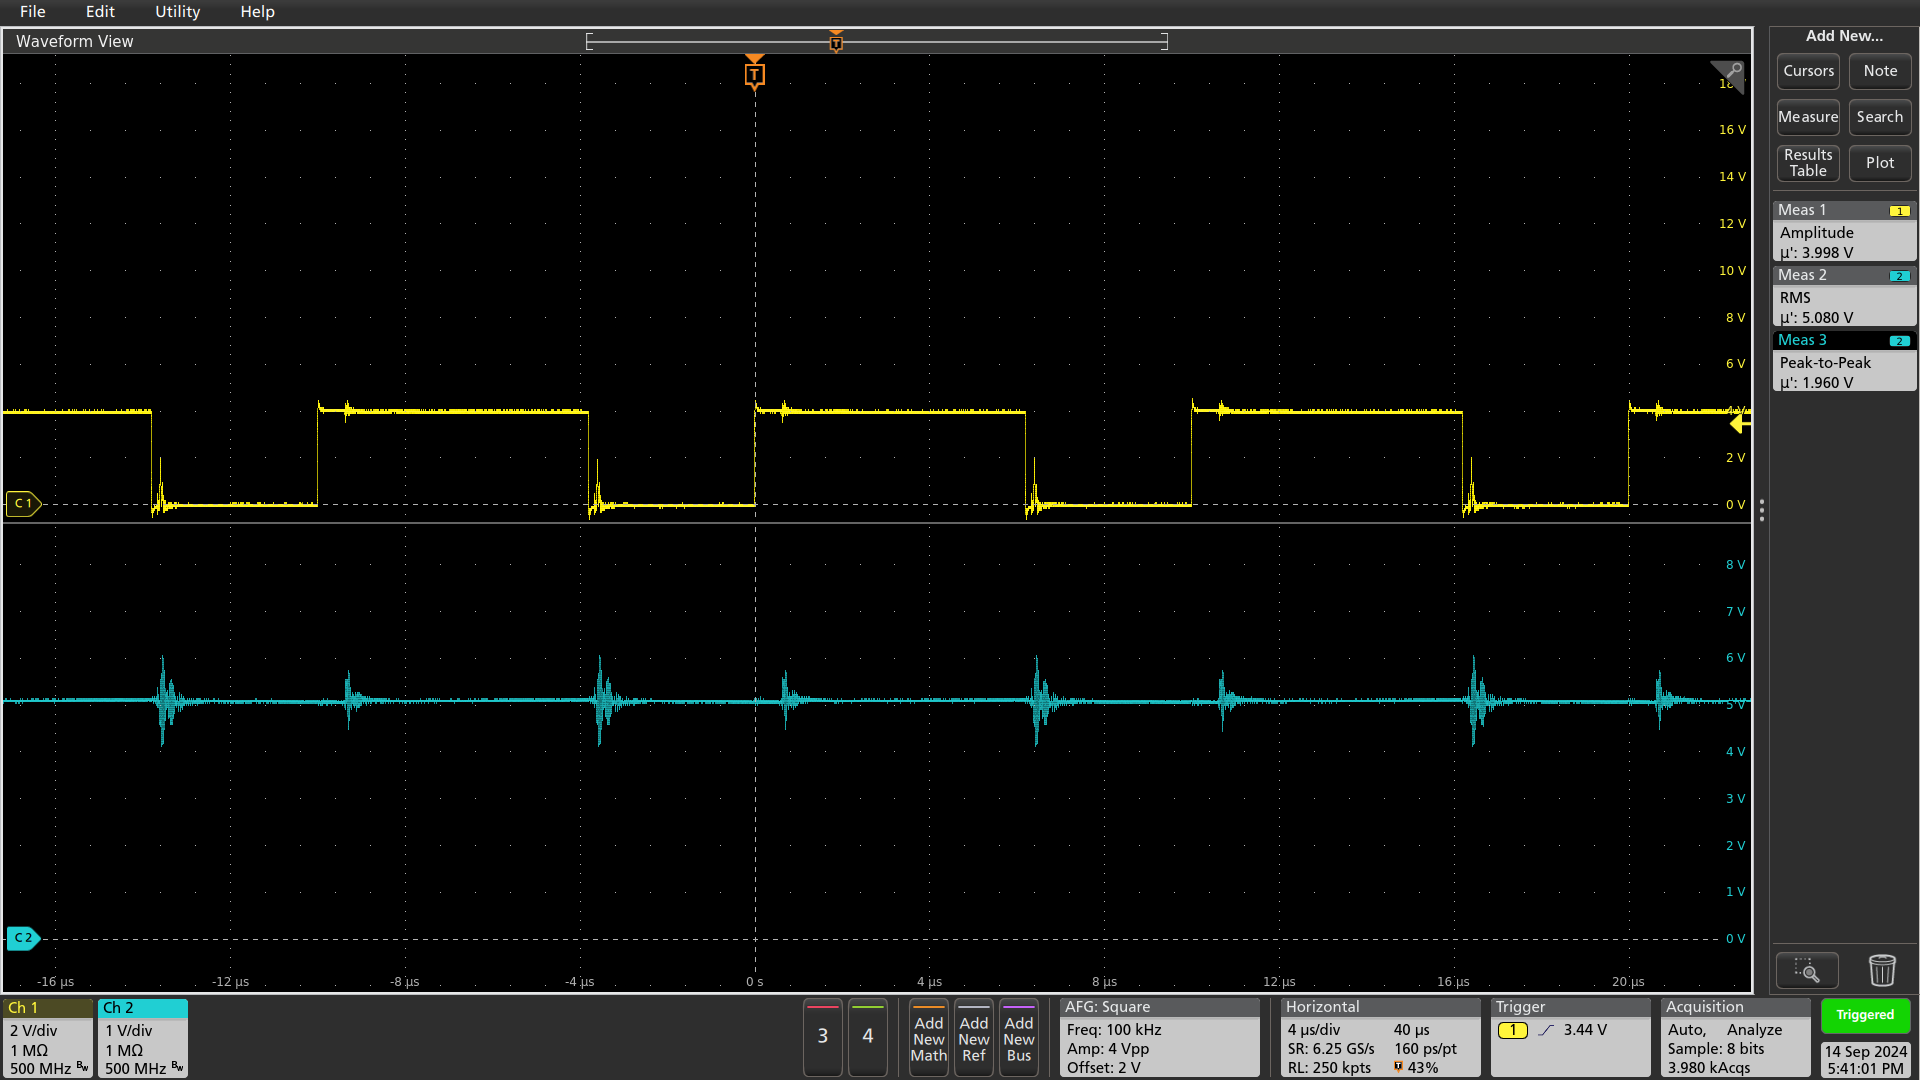 File Edit Utility Help
Waveform View
T
T
18
16 V
14 V
12 V
10 V
8 V
6 V
4 V
2 V
0 V
C 1
8 V
7 V
6 V
5 V
4 V
3 V
2 V
1 V
0 V
C 2
-16 µs -12 µs -8 µs -4 µs 0 s 4 µs 8 µs 12 µs 16 µs 20 µs
Add New...
Cursors Note
Measure Search
Results Table Plot
Meas 1 1
Amplitude
µ': 3.998 V
Meas 2 2
RMS
µ': 5.080 V
Meas 3 2
Peak-to-Peak
µ': 1.960 V
Ch 1
2 V/div
1 MΩ
500 MHz Bw
Ch 2
1 V/div
1 MΩ
500 MHz Bw
3
4
Add New Math
Add New Ref
Add New Bus
AFG: Square
Freq: 100 kHz
Amp: 4 Vpp
Offset: 2 V
Horizontal
4 µs/div 40 µs
SR: 6.25 GS/s 160 ps/pt
RL: 250 kpts T 43%
Trigger
1 3.44 V
Acquisition
Auto, Analyze
Sample: 8 bits
3.980 kAcqs
Triggered
14 Sep 2024
5:41:01 PM